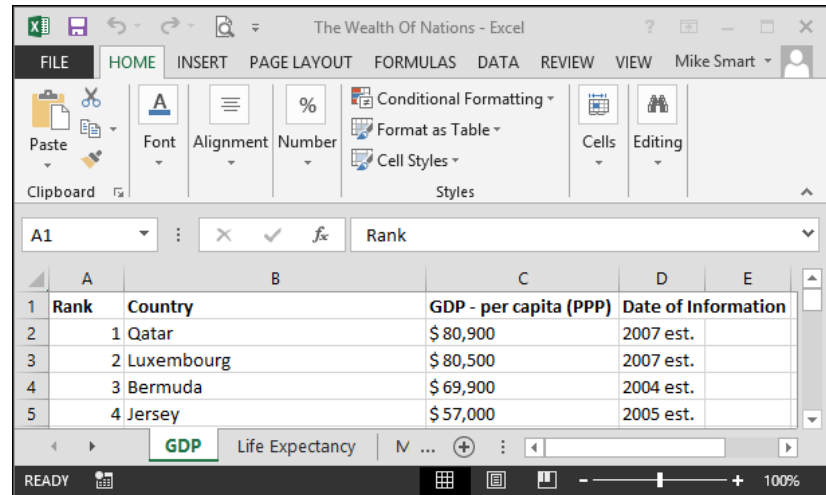 The Wealth Of Nations - Excel ?
FILE HOME INSERT PAGE LAYOUT FORMULAS DATA REVIEW VIEW Mike Smart
Paste
Clipboard
A
Font
Alignment
%
Number
Conditional Formatting
Format as Table
Cell Styles
Styles
Cells
Editing
A1 fx Rank
A B C D E
1 Rank Country GDP - per capita (PPP) Date of Information
2 1 Qatar $ 80,900 2007 est.
3 2 Luxembourg $ 80,500 2007 est.
4 3 Bermuda $ 69,900 2004 est.
5 4 Jersey $ 57,000 2005 est.
GDP Life Expectancy M ...
READY 100%